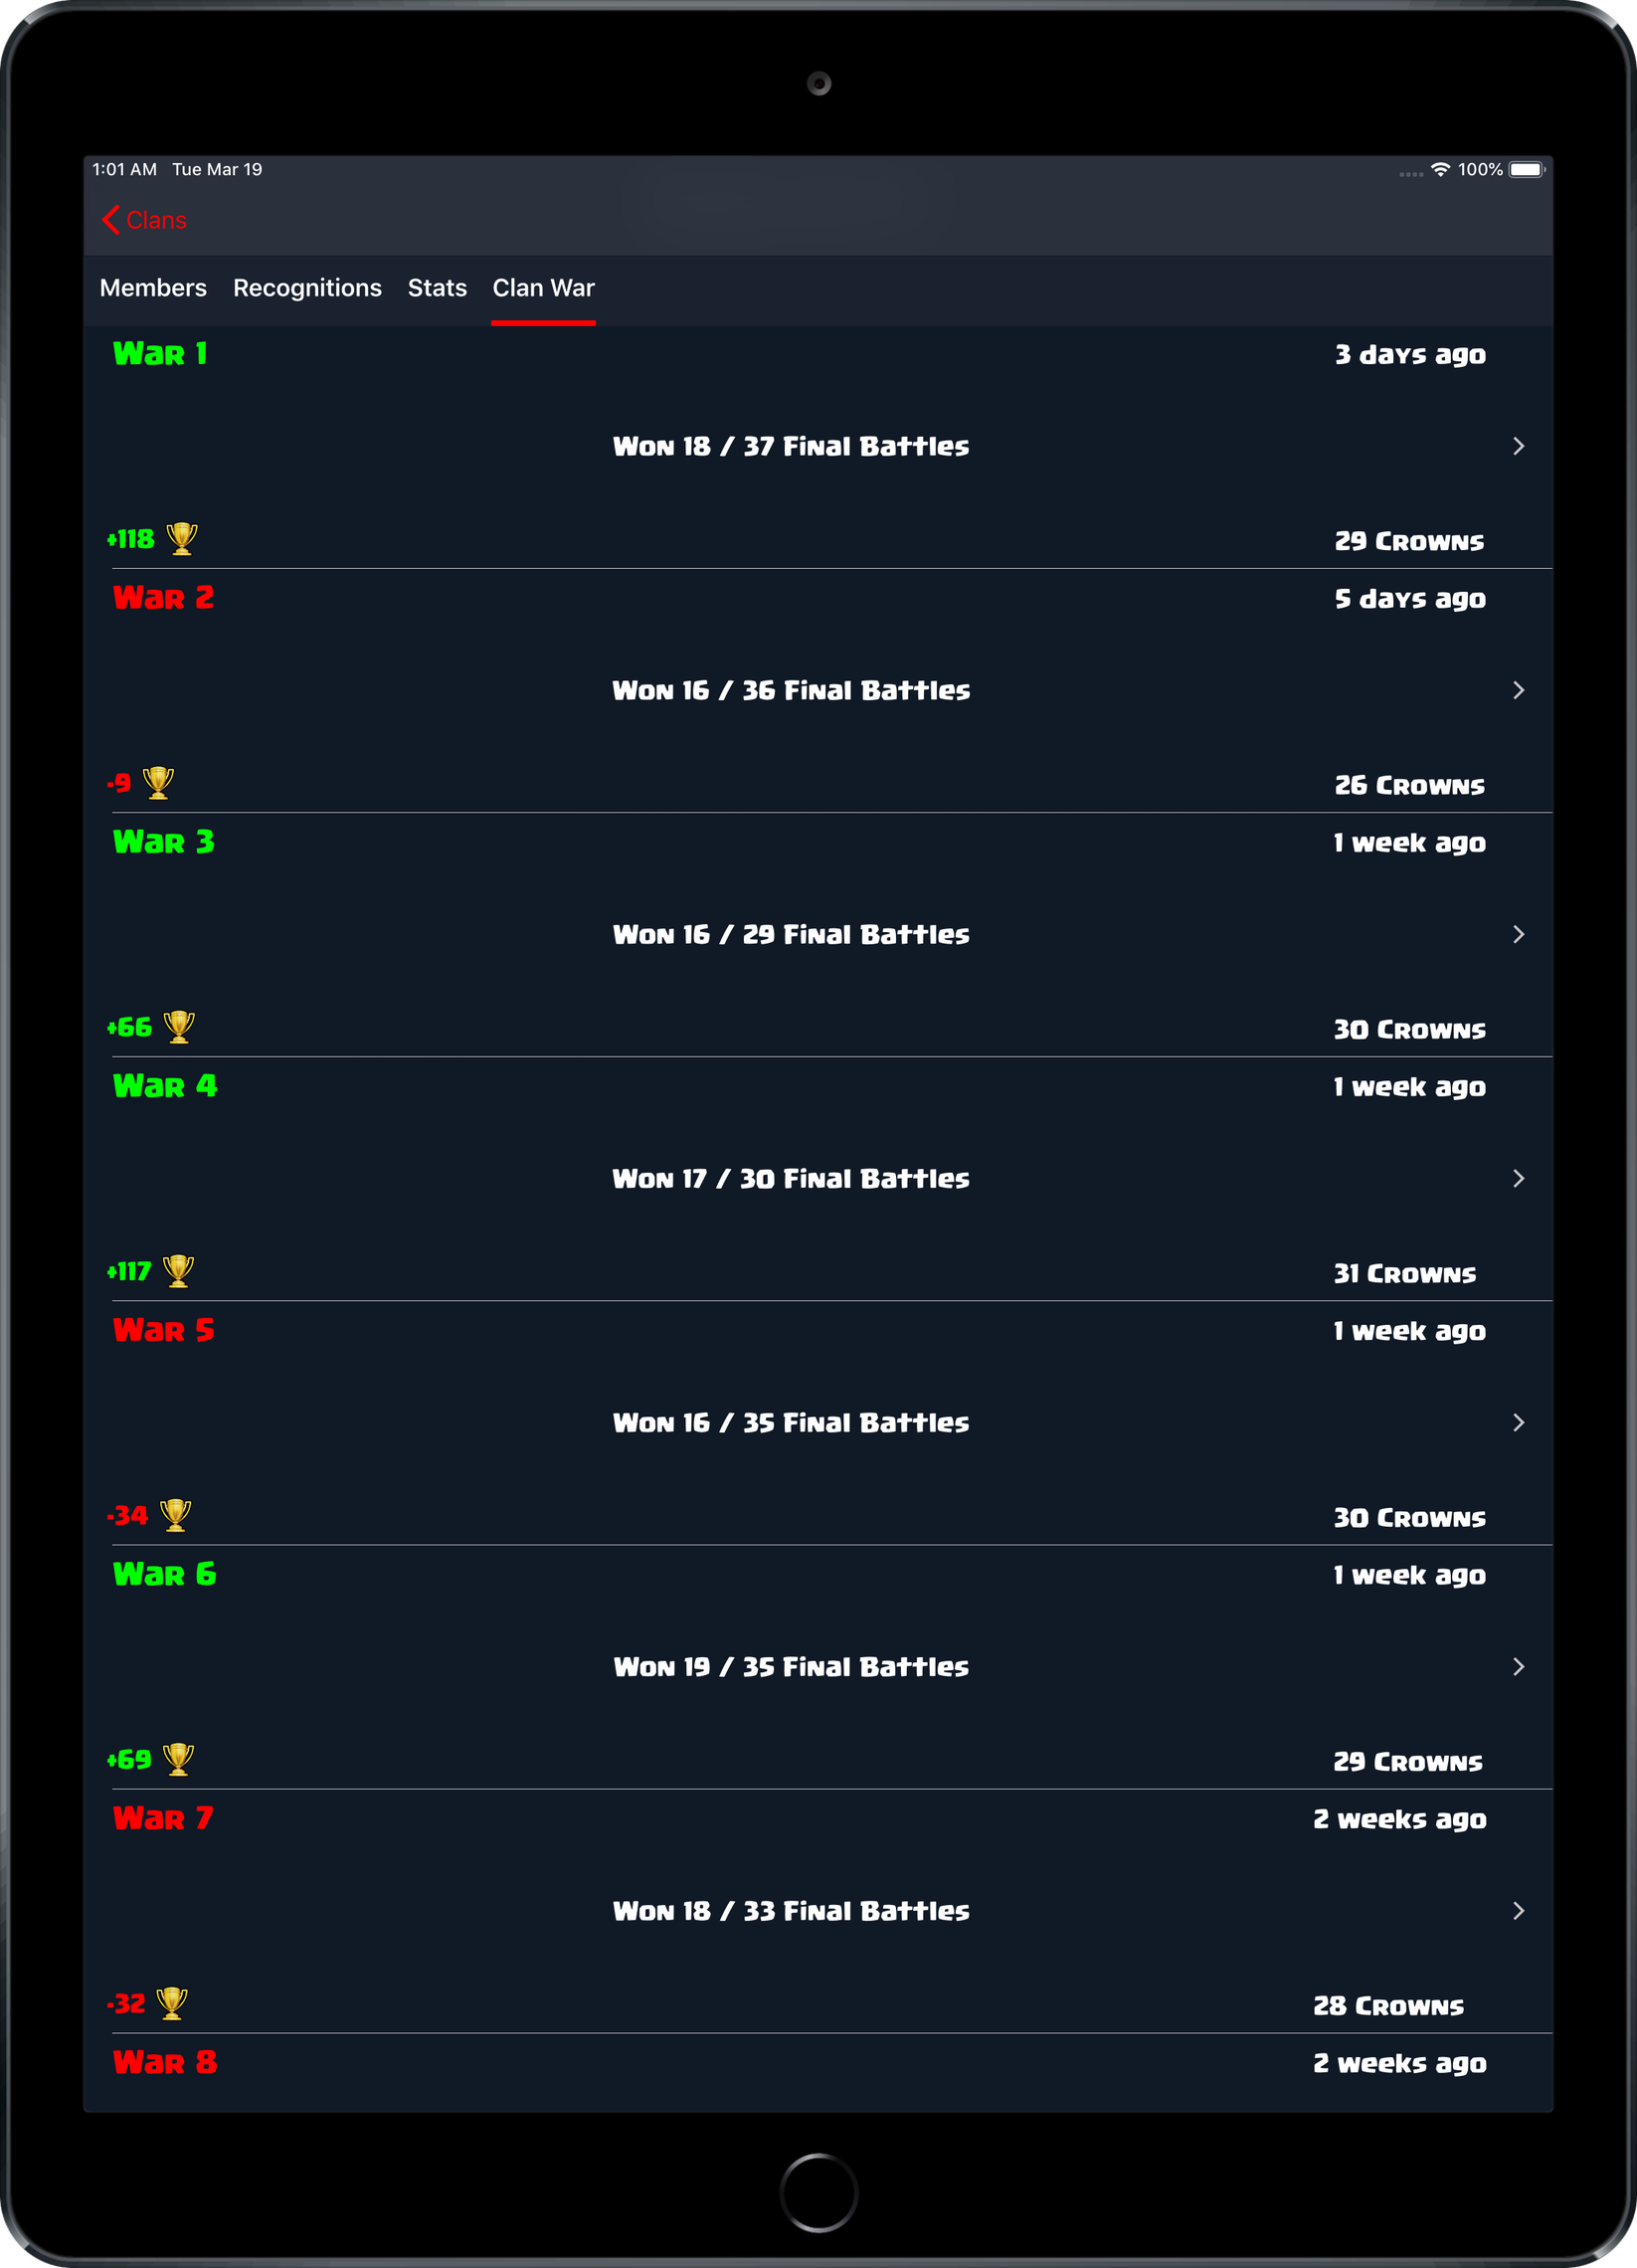 1:01 AM Tue Mar 19 100%
Clans
Members Recognitions Stats Clan War
War 1 3 days ago
Won 18 / 37 Final Battles
+118 29 Crowns
War 2 5 days ago
Won 16 / 36 Final Battles
-9 26 Crowns
War 3 1 week ago
Won 16 / 29 Final Battles
+66 30 Crowns
War 4 1 week ago
Won 17 / 30 Final Battles
+117 31 Crowns
War 5 1 week ago
Won 16 / 35 Final Battles
-34 30 Crowns
War 6 1 week ago
Won 19 / 35 Final Battles
+69 29 Crowns
War 7 2 weeks ago
Won 18 / 33 Final Battles
-32 28 Crowns
War 8 2 weeks ago